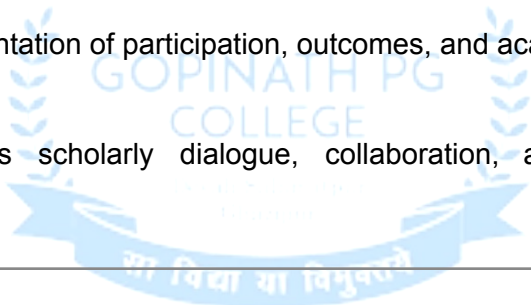 ntation of participation, outcomes, and aca
GOPINATH PG
COLLEGE
s scholarly dialogue, collaboration, a
सा विद्या या विमुक्तये